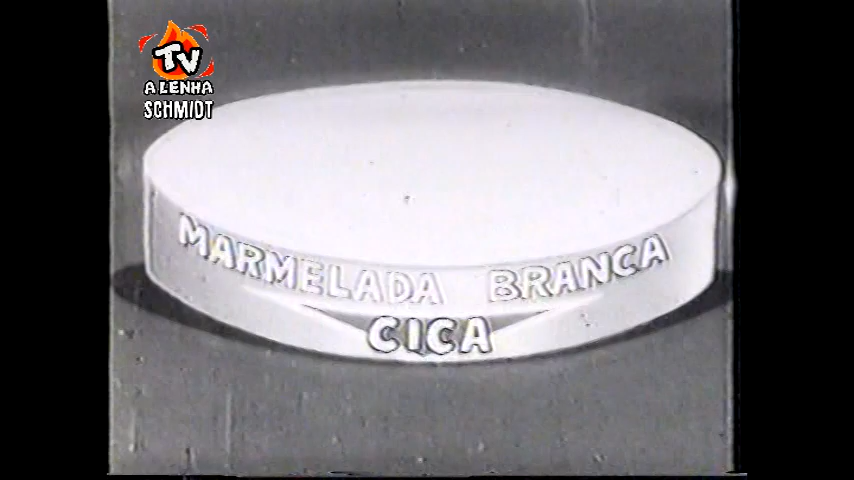 TV
A LENHA
SCHMIDT
MARMELADA BRANCA
CICA